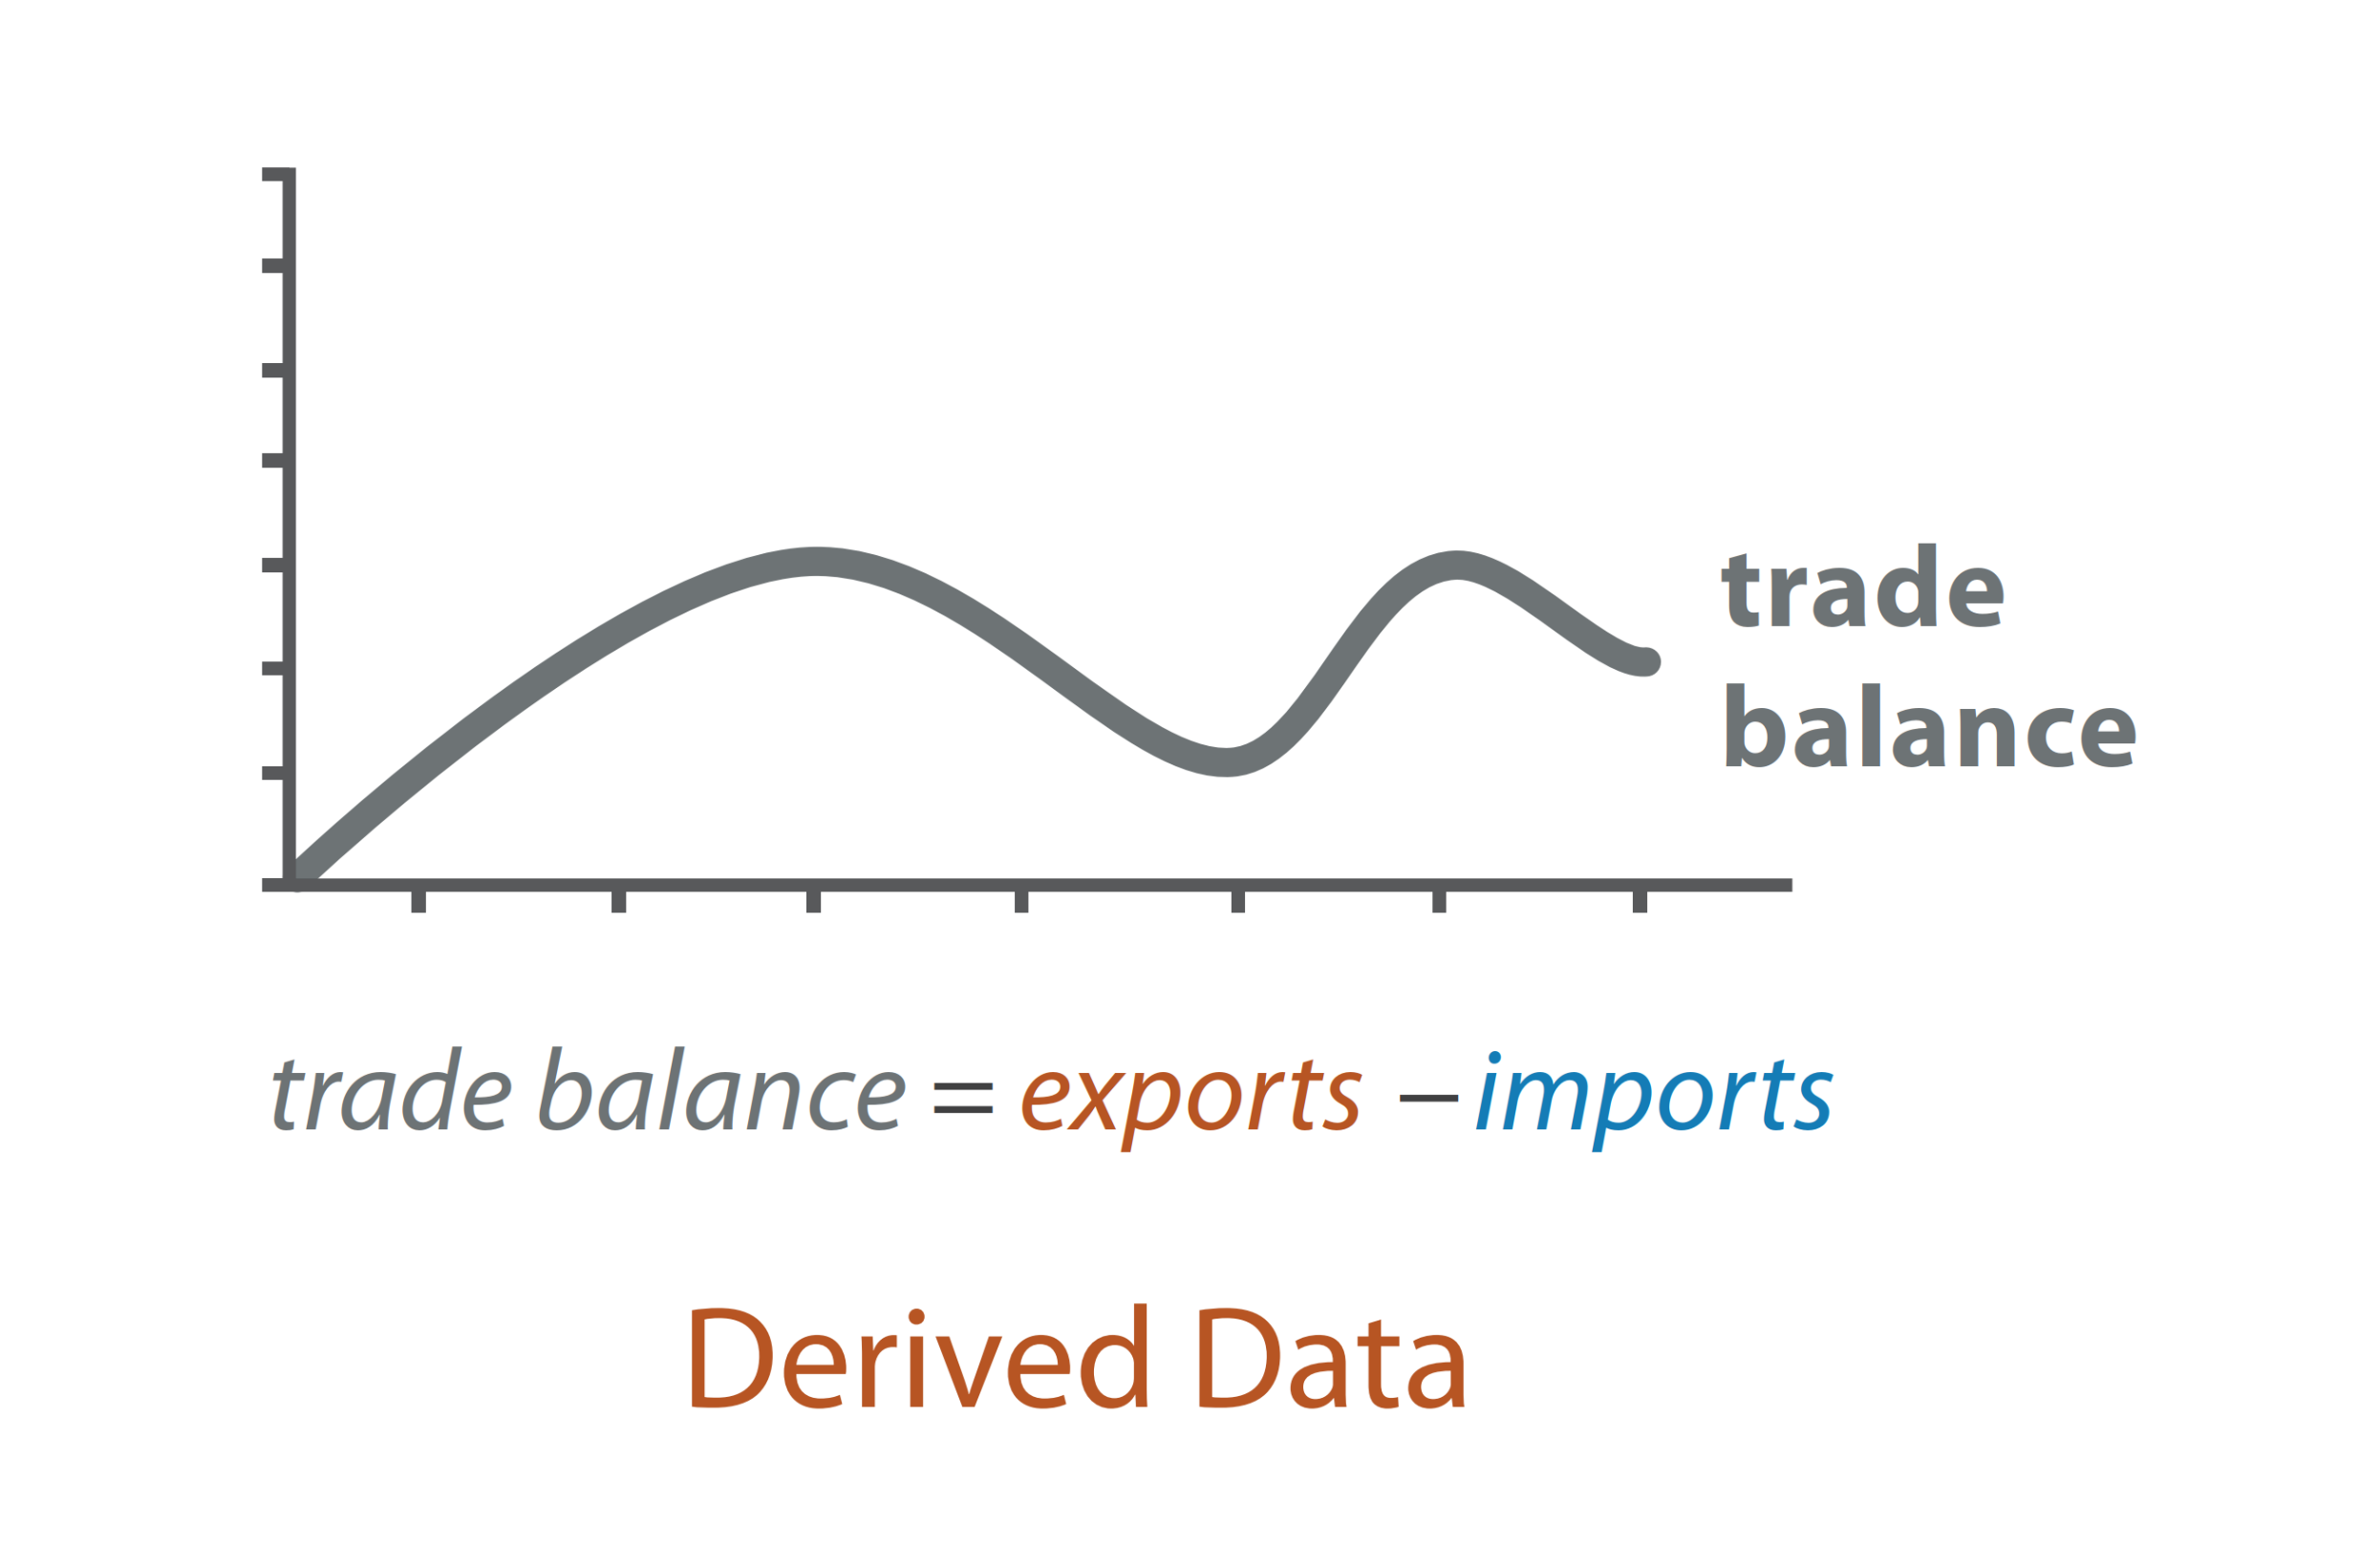 trade
balance
trade balance = exports − imports
Derived Data